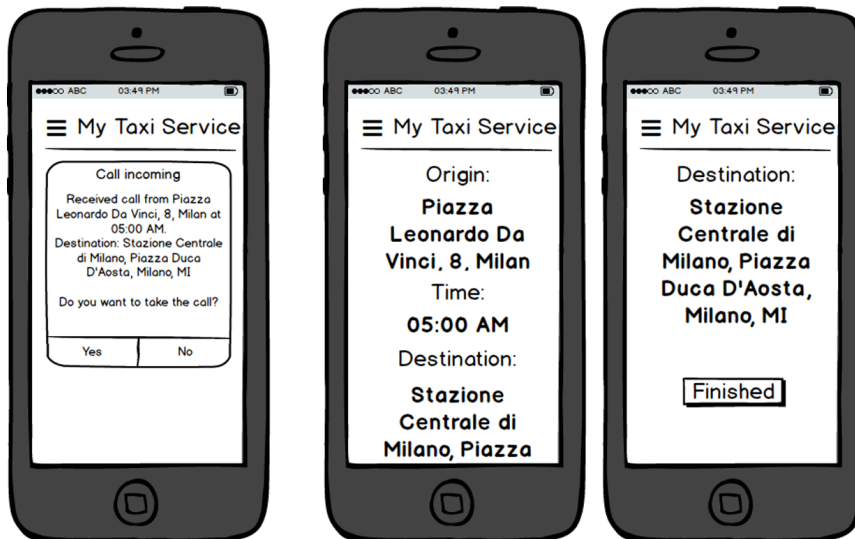 ABC 03:49 PM
My Taxi Service
Call incoming
Received call from Piazza
Leonardo Da Vinci, 8, Milan at
05:00 AM.
Destination: Stazione Centrale
di Milano, Piazza Duca
D'Aosta, Milano, MI
Do you want to take the call?
Yes No
ABC 03:49 PM
My Taxi Service
Origin:
Piazza
Leonardo Da
Vinci, 8, Milan
Time:
05:00 AM
Destination:
Stazione
Centrale di
Milano, Piazza
ABC 03:49 PM
My Taxi Service
Destination:
Stazione
Centrale di
Milano, Piazza
Duca D'Aosta,
Milano, MI
Finished